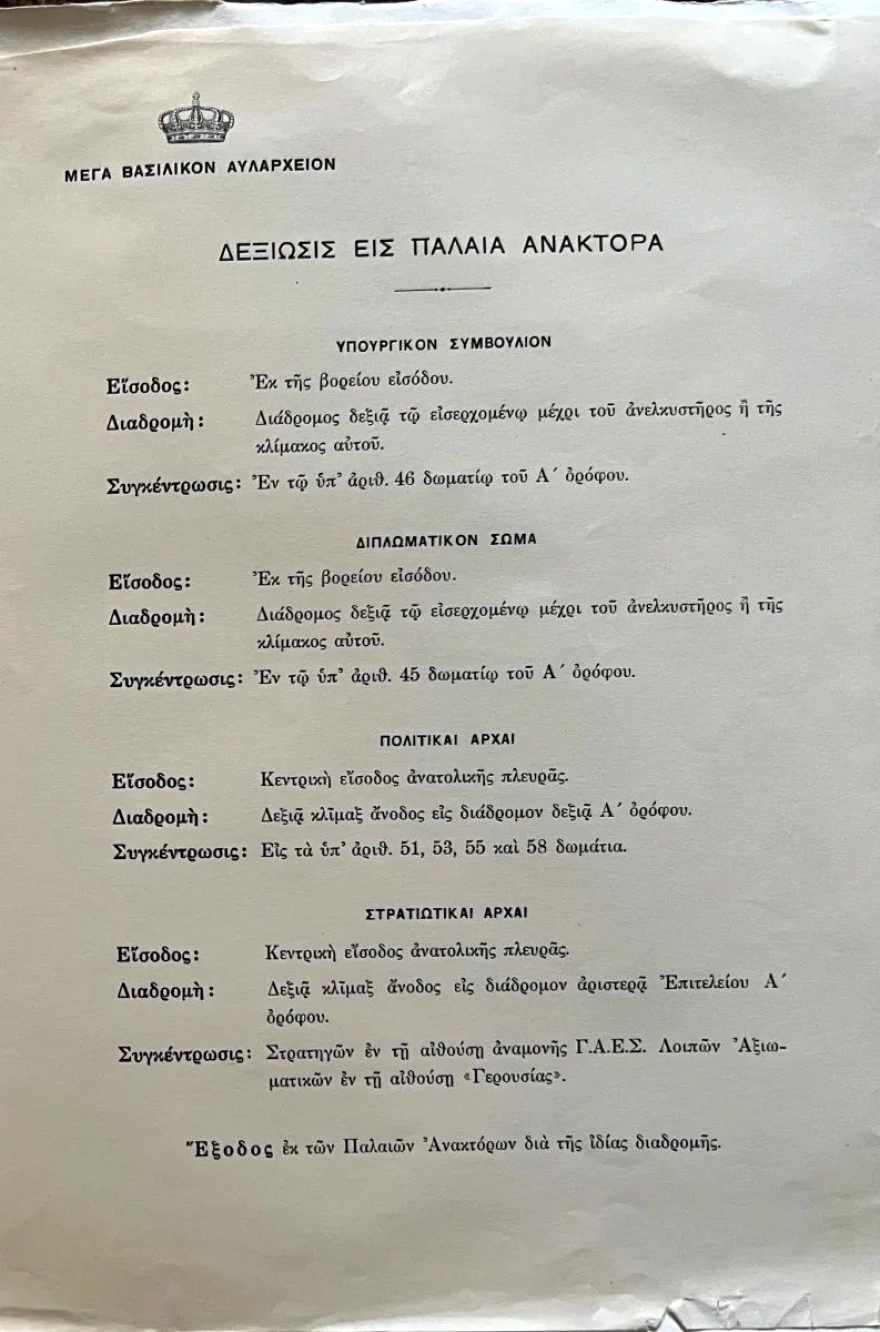 ΜΕΓΑ ΒΑΣΙΛΙΚΟΝ ΑΥΛΑΡΧΕΙΟΝ
ΔΕΞΙΩΣΙΣ ΕΙΣ ΠΑΛΑΙΑ ΑΝΑΚΤΟΡΑ
ΥΠΟΥΡΓΙΚΟΝ ΣΥΜΒΟΥΛΙΟΝ
Εἴσοδος: Ἐκ τῆς βορείου εἰσόδου.
Διαδρομὴ: Διάδρομος δεξιᾷ τῷ εἰσερχομένῳ μέχρι τοῦ ἀνελκυστῆρος ἢ τῆς
κλίμακος αὐτοῦ.
Συγκέντρωσις: Ἐν τῷ ὑπ’ ἀριθ. 46 δωματίῳ τοῦ Α΄ ὀρόφου.
ΔΙΠΛΩΜΑΤΙΚΟΝ ΣΩΜΑ
Εἴσοδος: Ἐκ τῆς βορείου εἰσόδου.
Διαδρομὴ: Διάδρομος δεξιᾷ τῷ εἰσερχομένῳ μέχρι τοῦ ἀνελκυστῆρος ἢ τῆς
κλίμακος αὐτοῦ.
Συγκέντρωσις: Ἐν τῷ ὑπ’ ἀριθ. 45 δωματίῳ τοῦ Α΄ ὀρόφου.
ΠΟΛΙΤΙΚΑΙ ΑΡΧΑΙ
Εἴσοδος: Κεντρικὴ εἴσοδος ἀνατολικῆς πλευρᾶς.
Διαδρομὴ: Δεξιᾷ κλῖμαξ ἄνοδος εἰς διάδρομον δεξιᾷ Α΄ ὀρόφου.
Συγκέντρωσις: Εἰς τὰ ὑπ’ ἀριθ. 51, 53, 55 καὶ 58 δωμάτια.
ΣΤΡΑΤΙΩΤΙΚΑΙ ΑΡΧΑΙ
Εἴσοδος: Κεντρικὴ εἴσοδος ἀνατολικῆς πλευρᾶς.
Διαδρομὴ: Δεξιᾷ κλῖμαξ ἄνοδος εἰς διάδρομον ἀριστερᾷ Ἐπιτελείου Α΄
ὀρόφου.
Συγκέντρωσις: Στρατηγῶν ἐν τῇ αἰθούσῃ ἀναμονῆς Γ.Α.Ε.Σ. Λοιπῶν Ἀξιω-
ματικῶν ἐν τῇ αἰθούσῃ «Γερουσίας».
Ἔξοδος ἐκ τῶν Παλαιῶν Ἀνακτόρων διὰ τῆς ἰδίας διαδρομῆς.